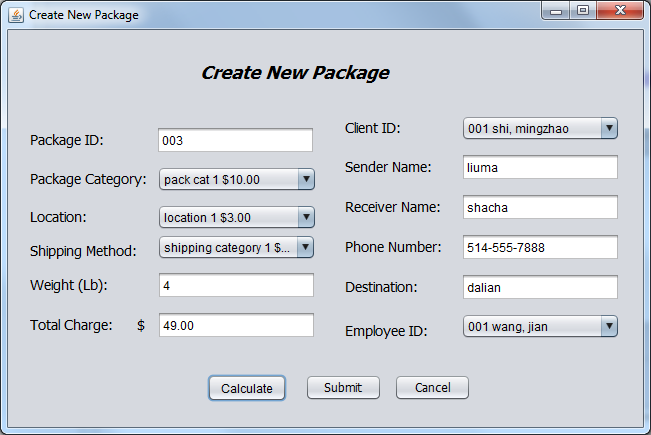 Create New Package
Create New Package
Package ID: 003
Package Category: pack cat 1 $10.00
Location: location 1 $3.00
Shipping Method: shipping category 1 $...
Weight (Lb): 4
Total Charge: $ 49.00
Client ID: 001 shi, mingzhao
Sender Name: liuma
Receiver Name: shacha
Phone Number: 514-555-7888
Destination: dalian
Employee ID: 001 wang, jian
Calculate Submit Cancel